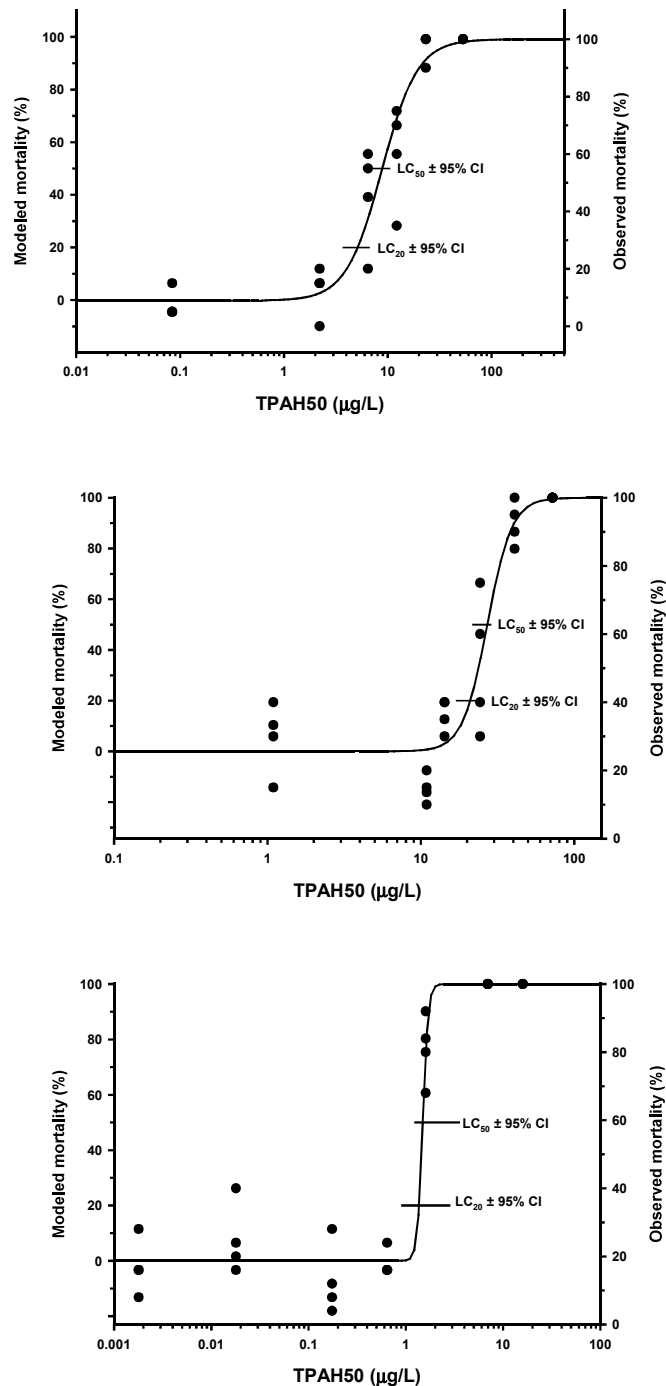 Modeled mortality (%)
100
80
60
40
20
0
Observed mortality (%)
100
80
60
40
20
0
LC₅₀ ± 95% CI
LC₂₀ ± 95% CI
0.01 0.1 1 10 100
TPAH50 (μg/L)
Modeled mortality (%)
100
80
60
40
20
0
Observed mortality (%)
100
80
60
40
20
0
LC₅₀ ± 95% CI
LC₂₀ ± 95% CI
0.1 1 10 100
TPAH50 (μg/L)
Modeled mortality (%)
100
80
60
40
20
0
Observed mortality (%)
100
80
60
40
20
0
LC₅₀ ± 95% CI
LC₂₀ ± 95% CI
0.001 0.01 0.1 1 10 100
TPAH50 (μg/L)